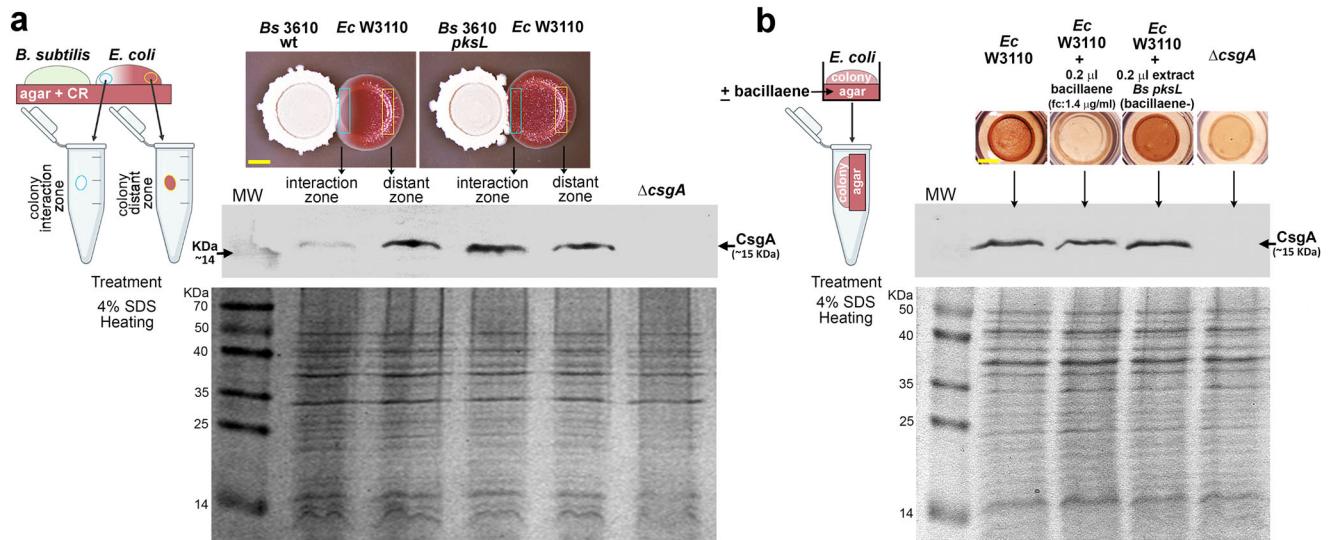 a
B. subtilis
E. coli
agar + CR
colony
interaction
zone
colony
distant
zone
Treatment
4% SDS
Heating
Bs 3610
wt
Ec W3110
Bs 3610
pksL
Ec W3110
MW
interaction
zone
distant
zone
interaction
zone
distant
zone
ΔcsgA
KDa
~14
CsgA
(~15 KDa)
KDa
70
50
40
35
25
14
b
E. coli
colony
agar
+ bacillaene
colony
agar
Treatment
4% SDS
Heating
Ec
W3110
Ec
W3110
+
0.2 µl
bacillaene
(fc:1.4 µg/ml)
Ec
W3110
+
0.2 µl extract
Bs pksL
(bacillaene-)
ΔcsgA
MW
CsgA
(~15 KDa)
KDa
50
40
35
25
14